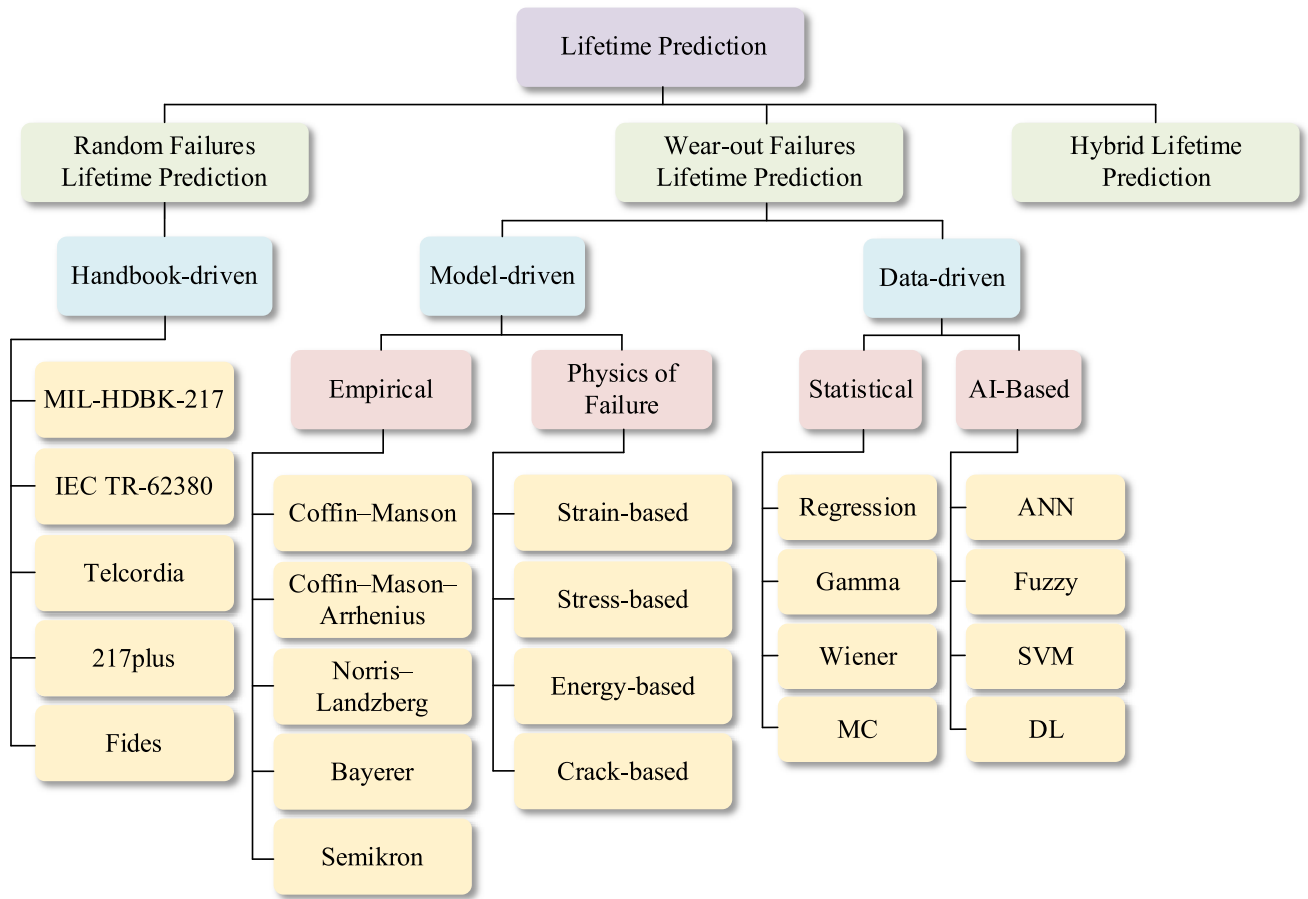 Lifetime Prediction
Random Failures
Lifetime Prediction
Wear-out Failures
Lifetime Prediction
Hybrid Lifetime
Prediction
Handbook-driven
Model-driven
Data-driven
MIL-HDBK-217
IEC TR-62380
Telcordia
217plus
Fides
Empirical
Coffin–Manson
Coffin–Mason–
Arrhenius
Norris–
Landzberg
Bayerer
Semikron
Physics of
Failure
Strain-based
Stress-based
Energy-based
Crack-based
Statistical
Regression
Gamma
Wiener
MC
AI-Based
ANN
Fuzzy
SVM
DL